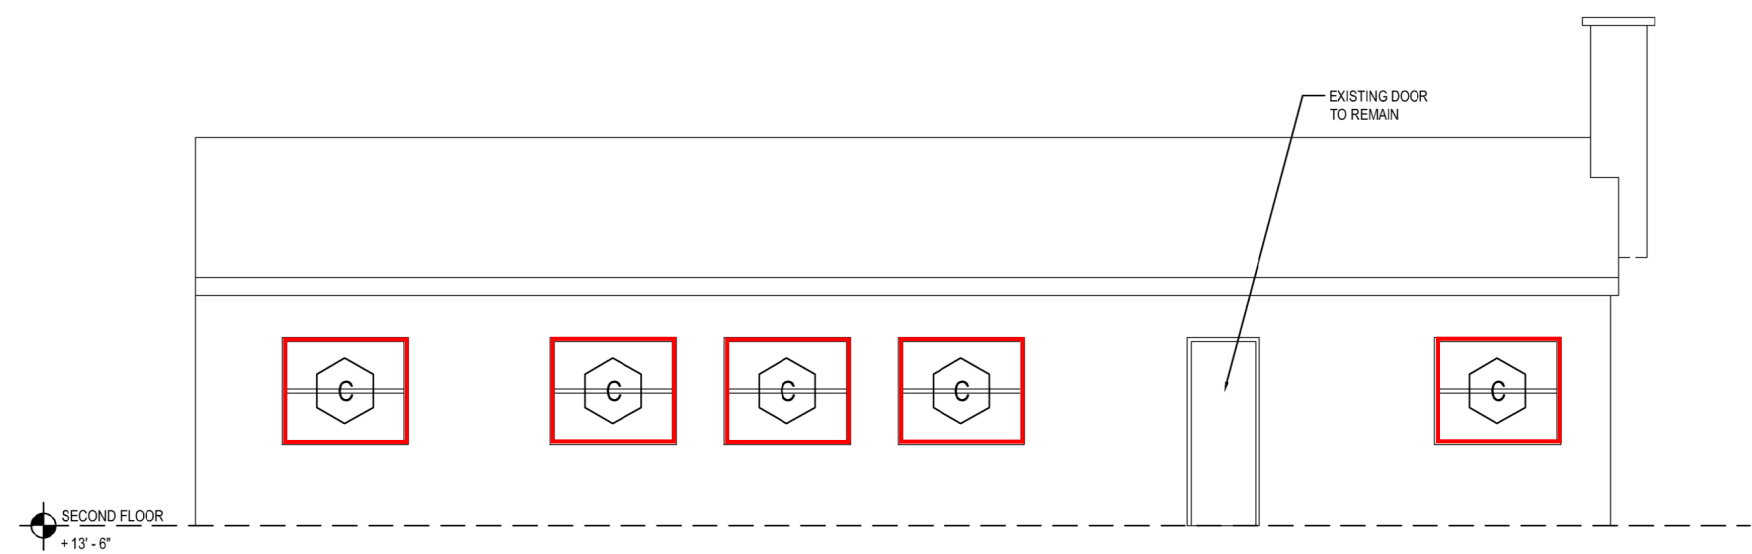 EXISTING DOOR
TO REMAIN
C
C
C
C
C
SECOND FLOOR
+ 13' - 6"